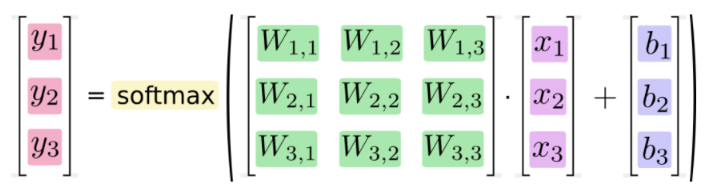 y₁ W₁,₁ W₁,₂ W₁,₃ x₁ b₁
y₂ = softmax W₂,₁ W₂,₂ W₂,₃ · x₂ + b₂
y₃ W₃,₁ W₃,₂ W₃,₃ x₃ b₃